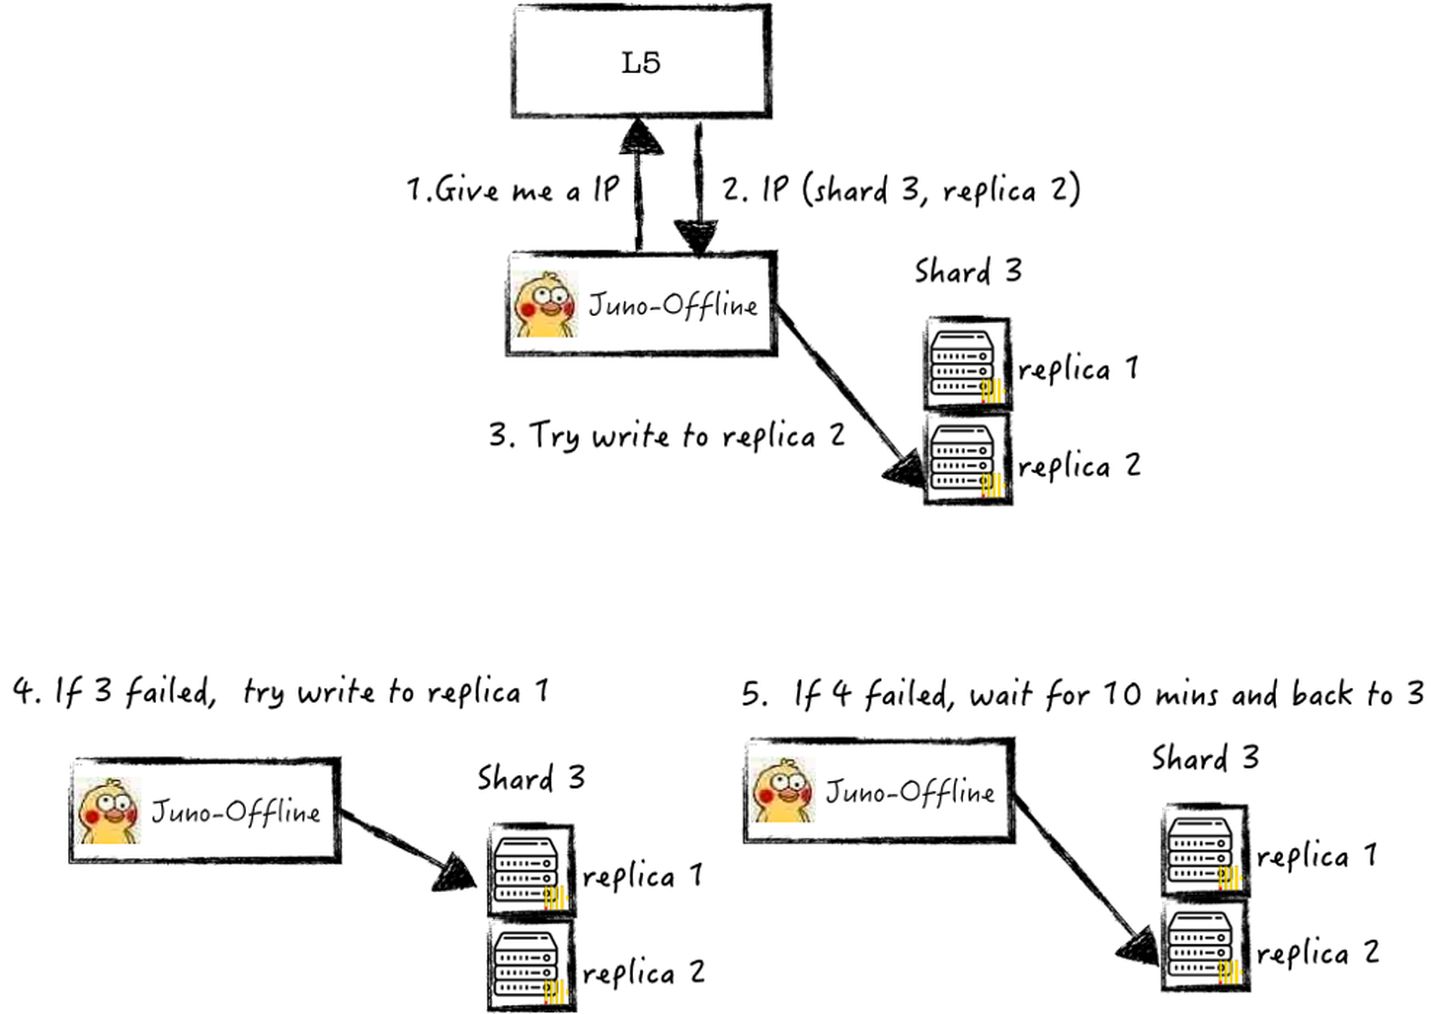 L5
1.Give me a IP
2. IP (shard 3, replica 2)
Juno-Offline
Shard 3
replica 1
3. Try write to replica 2
replica 2
4. If 3 failed, try write to replica 1
Juno-Offline
Shard 3
replica 1
replica 2
5. If 4 failed, wait for 10 mins and back to 3
Juno-Offline
Shard 3
replica 1
replica 2